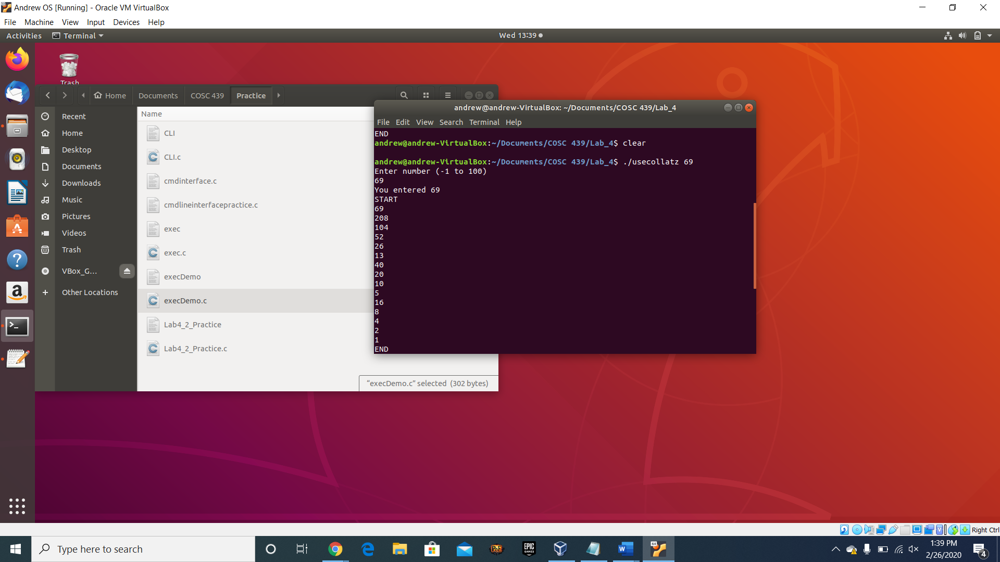 Andrew OS [Running] - Oracle VM VirtualBox
File Machine View Input Devices Help
Activities Terminal Wed 13:39
Trash
Home Documents COSC 439 Practice
Recent
Home
Desktop
Documents
Downloads
Music
Pictures
Videos
Trash
VBox_G...
Other Locations
Name
CLI
CLI.c
cmdinterface.c
cmdlineinterfacepractice.c
exec
exec.c
execDemo
execDemo.c
Lab4_2_Practice
Lab4_2_Practice.c
“execDemo.c” selected (302 bytes)
andrew@andrew-VirtualBox: ~/Documents/COSC 439/Lab_4
File Edit View Search Terminal Help
END
andrew@andrew-VirtualBox:~/Documents/COSC 439/Lab_4$ clear
andrew@andrew-VirtualBox:~/Documents/COSC 439/Lab_4$ ./usecollatz 69
Enter number (-1 to 100)
69
You entered 69
START
69
208
104
52
26
13
40
20
10
5
16
8
4
2
1
END
Right Ctrl
Type here to search
PoE
EPIC
GAMES
W
64
1:39 PM
2/26/2020
4